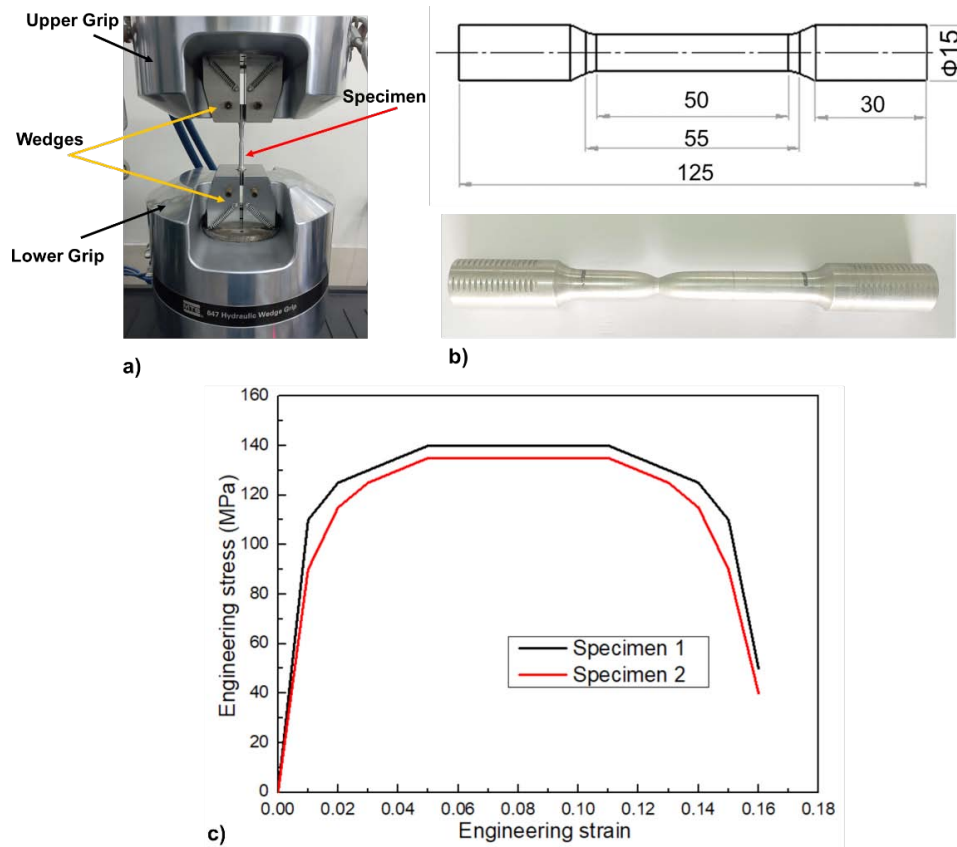 Upper Grip
Specimen
Wedges
Lower Grip
647 Hydraulic Wedge Grip
a)
Φ15
50
30
55
125
b)
160
140
120
100
80
60
40
20
0
Engineering stress (MPa)
Specimen 1
Specimen 2
0.00 0.02 0.04 0.06 0.08 0.10 0.12 0.14 0.16 0.18
Engineering strain
c)